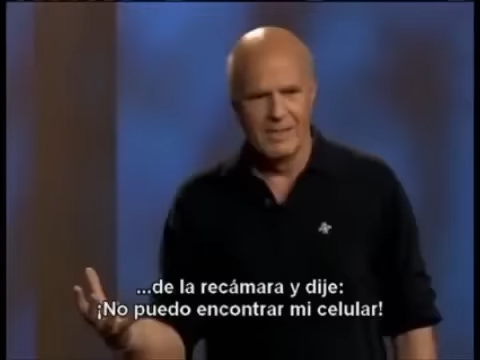 ...de la recámara y dije:
¡No puedo encontrar mi celular!